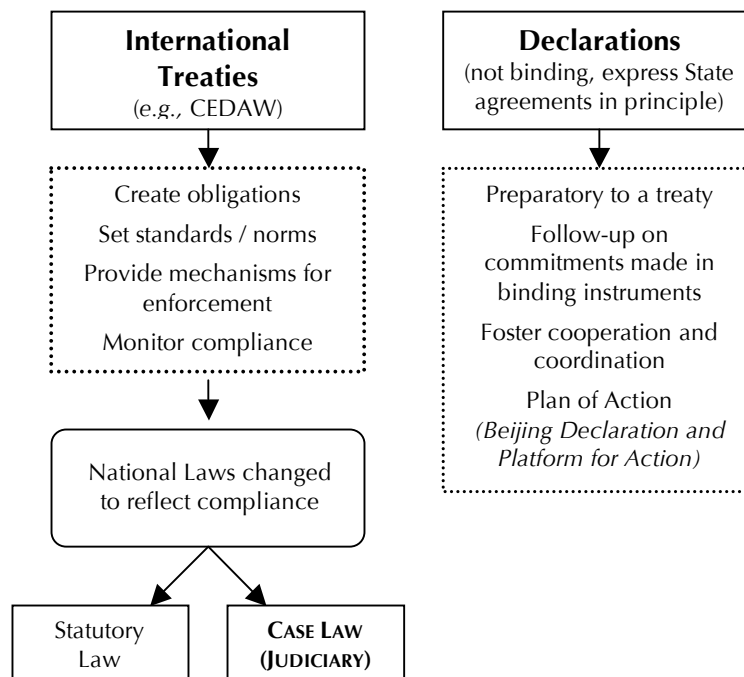 International
Treaties
(e.g., CEDAW)
Create obligations
Set standards / norms
Provide mechanisms for
enforcement
Monitor compliance
National Laws changed
to reflect compliance
Statutory
Law
CASE LAW
(JUDICIARY)
Declarations
(not binding, express State
agreements in principle)
Preparatory to a treaty
Follow-up on
commitments made in
binding instruments
Foster cooperation and
coordination
Plan of Action
(Beijing Declaration and
Platform for Action)